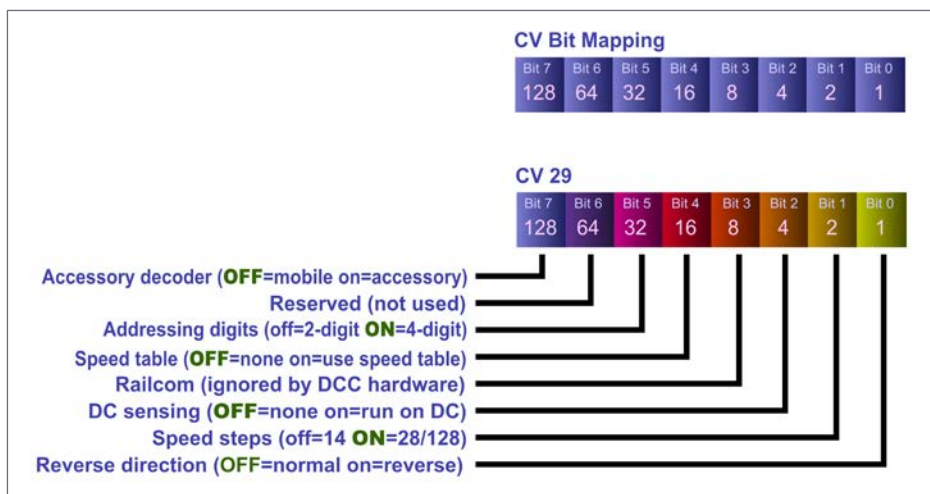 CV Bit Mapping
Bit 7 Bit 6 Bit 5 Bit 4 Bit 3 Bit 2 Bit 1 Bit 0
128 64 32 16 8 4 2 1
CV 29
Bit 7 Bit 6 Bit 5 Bit 4 Bit 3 Bit 2 Bit 1 Bit 0
128 64 32 16 8 4 2 1
Accessory decoder (OFF=mobile on=accessory)
Reserved (not used)
Addressing digits (off=2-digit ON=4-digit)
Speed table (OFF=none on=use speed table)
Railcom (ignored by DCC hardware)
DC sensing (OFF=none on=run on DC)
Speed steps (off=14 ON=28/128)
Reverse direction (OFF=normal on=reverse)